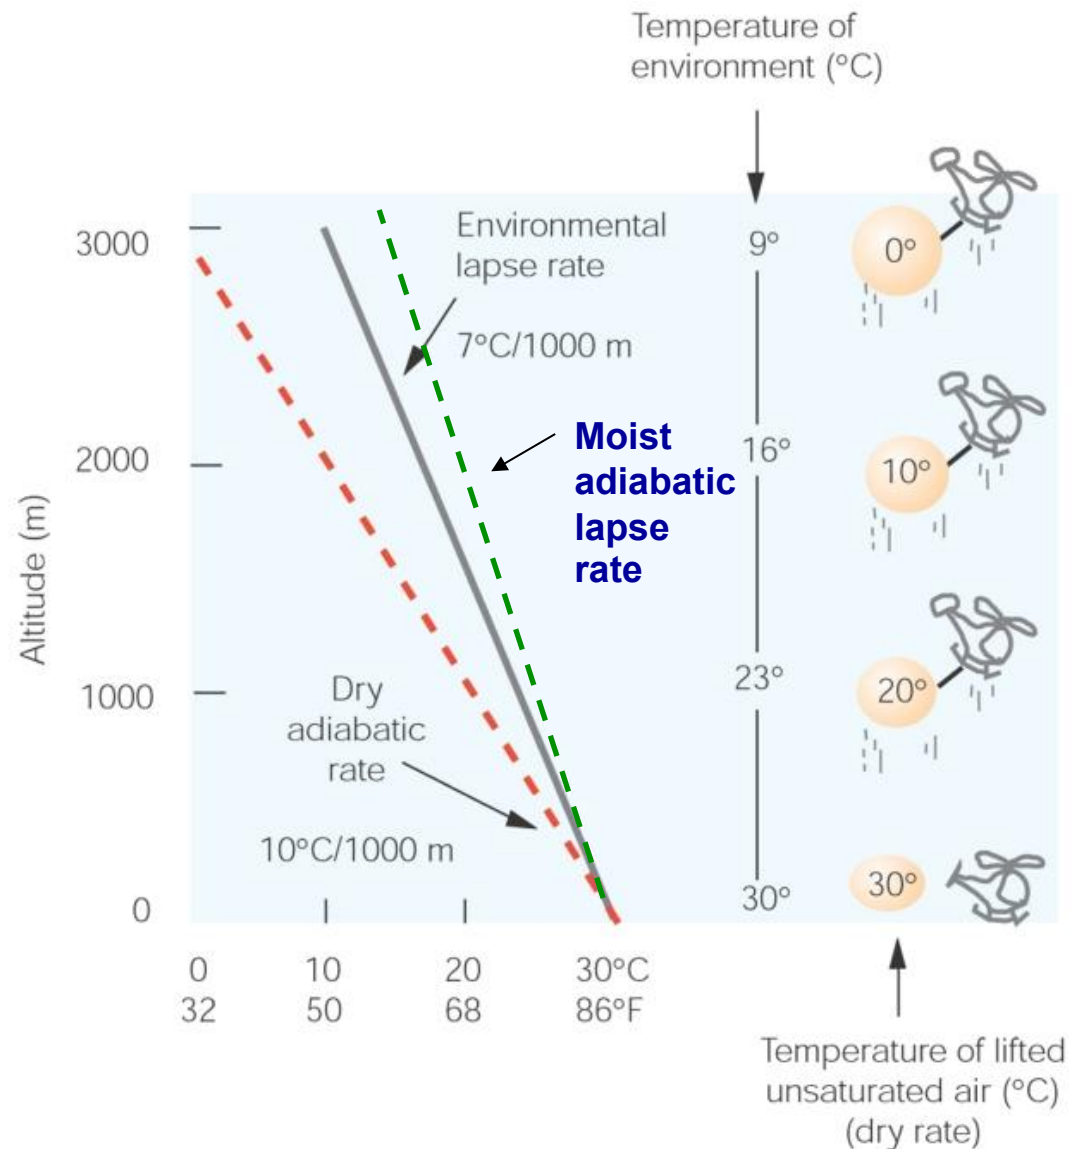 Temperature of
environment (°C)
3000
Environmental
lapse rate
9°
0°
7°C/1000 m
2000
Moist
adiabatic
lapse
rate
16°
10°
Altitude (m)
1000
Dry
adiabatic
rate
23°
20°
10°C/1000 m
0
30°
30°
0 10 20 30°C
32 50 68 86°F
Temperature of lifted
unsaturated air (°C)
(dry rate)